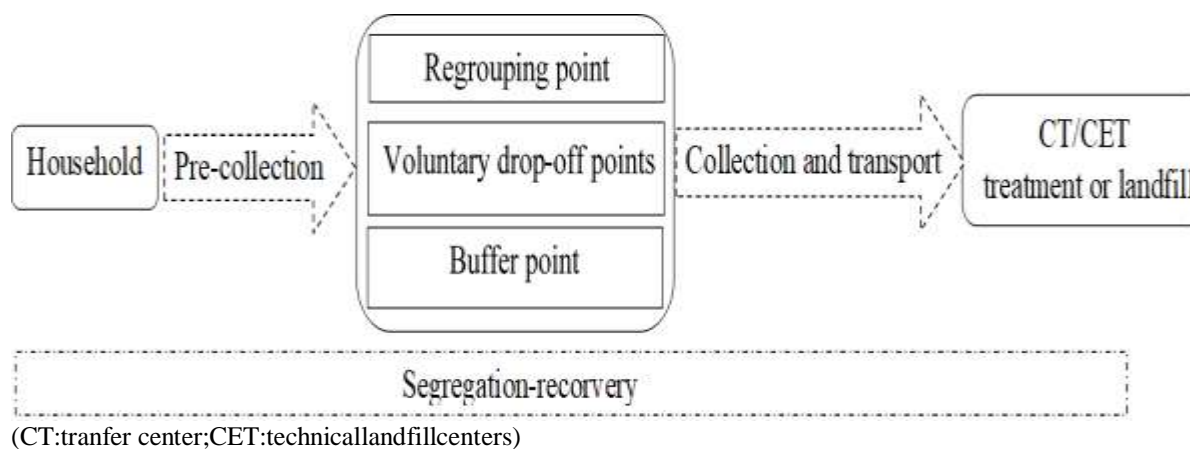 Household
Pre-collection
Regrouping point
Voluntary drop-off points
Buffer point
Collection and transport
CT/CET
treatment or landfill
Segregation-recorvery
(CT:tranfer center;CET:technicallandfillcenters)